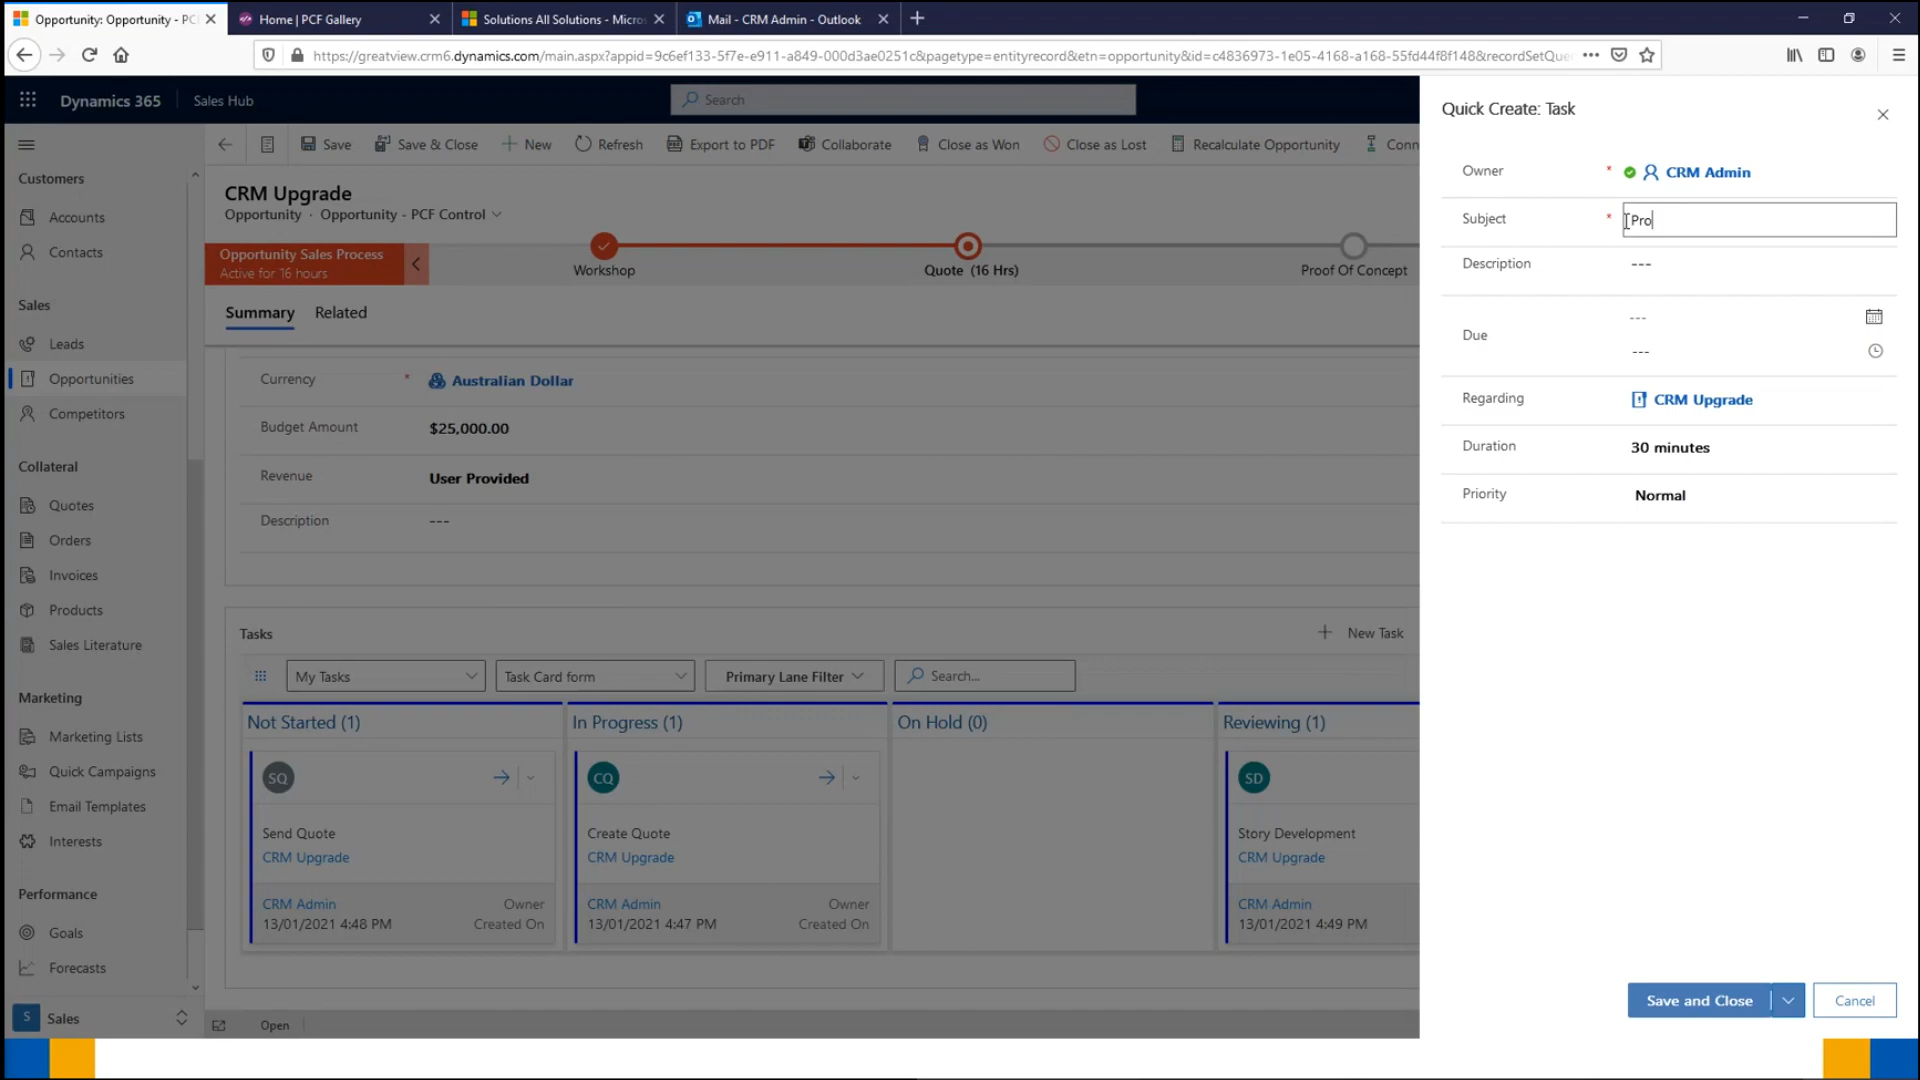 Opportunity: Opportunity - PC
Home | PCF Gallery
Solutions All Solutions - Micros
Mail - CRM Admin - Outlook
https://greatview.crm6.dynamics.com/main.aspx?appid=9c6ef133-5f7e-e911-a849-000d3ae0251c&pagetype=entityrecord&etn=opportunity&id=c4836973-1e05-4168-a168-55fd44f8f148&recordSetQue
Dynamics 365
Sales Hub
Search
Save
Save & Close
New
Refresh
Export to PDF
Collaborate
Close as Won
Close as Lost
Recalculate Opportunity
Conn
CRM Upgrade
Opportunity · Opportunity - PCF Control
Opportunity Sales Process
Active for 16 hours
Workshop
Quote (16 Hrs)
Proof Of Concept
Summary
Related
Customers
Accounts
Contacts
Sales
Leads
Opportunities
Competitors
Collateral
Quotes
Orders
Invoices
Products
Sales Literature
Marketing
Marketing Lists
Quick Campaigns
Email Templates
Interests
Performance
Goals
Forecasts
S Sales
Currency * Australian Dollar
Budget Amount $25,000.00
Revenue User Provided
Description ---
Tasks
New Task
My Tasks
Task Card form
Primary Lane Filter
Search...
Not Started (1)
SQ
Send Quote
CRM Upgrade
CRM Admin Owner
13/01/2021 4:48 PM Created On
In Progress (1)
CQ
Create Quote
CRM Upgrade
CRM Admin Owner
13/01/2021 4:47 PM Created On
On Hold (0)
Reviewing (1)
SD
Story Development
CRM Upgrade
CRM Admin
13/01/2021 4:49 PM
Open
Quick Create: Task
Owner * CRM Admin
Subject * Pro
Description ---
Due ---
---
Regarding CRM Upgrade
Duration 30 minutes
Priority Normal
Save and Close
Cancel